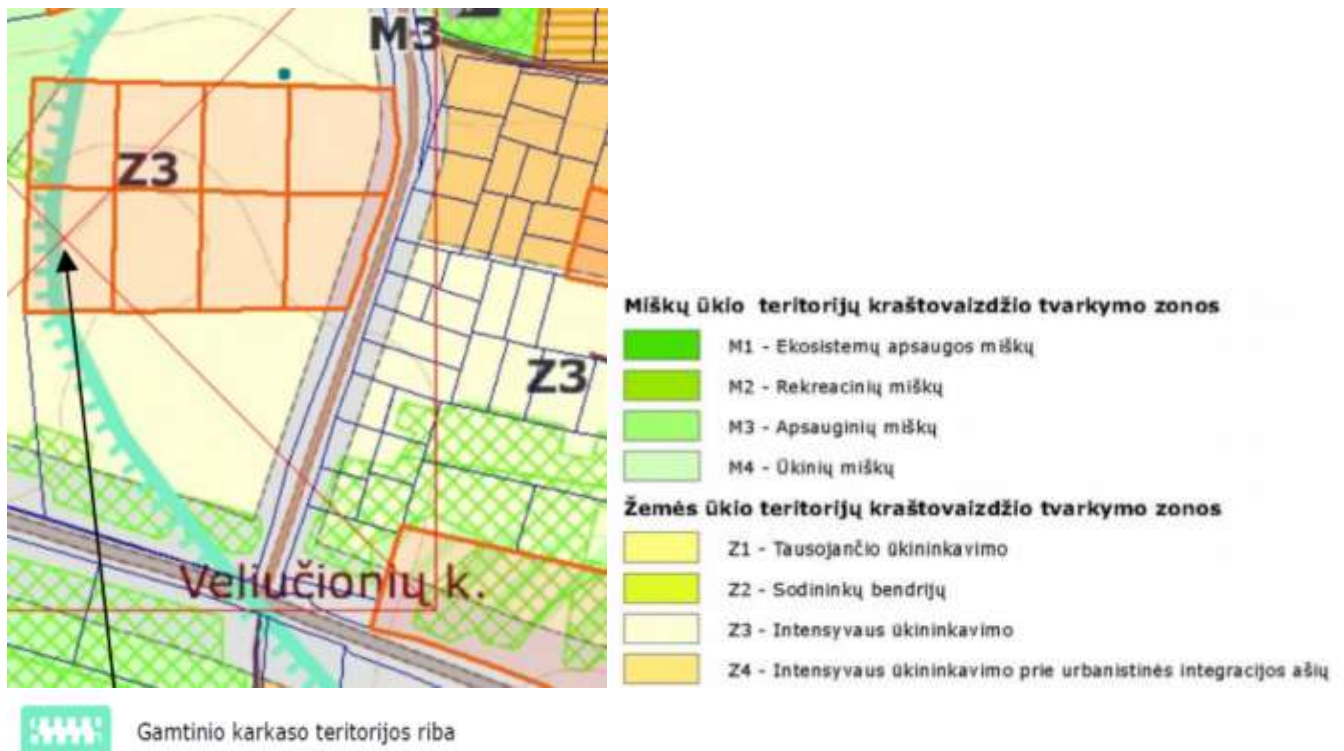 M3
Z3
Z3
Veliučionių k.
Miškų ūkio teritorijų kraštovaizdžio tvarkymo zonos
M1 - Ekosistemų apsaugos miškų
M2 - Rekreacinių miškų
M3 - Apsauginių miškų
M4 - Ūkinių miškų
Žemės ūkio teritorijų kraštovaizdžio tvarkymo zonos
Z1 - Tausojančio ūkininkavimo
Z2 - Sodininkų bendrijų
Z3 - Intensyvaus ūkininkavimo
Z4 - Intensyvaus ūkininkavimo prie urbanistinės integracijos ašių
Gamtinio karkaso teritorijos riba